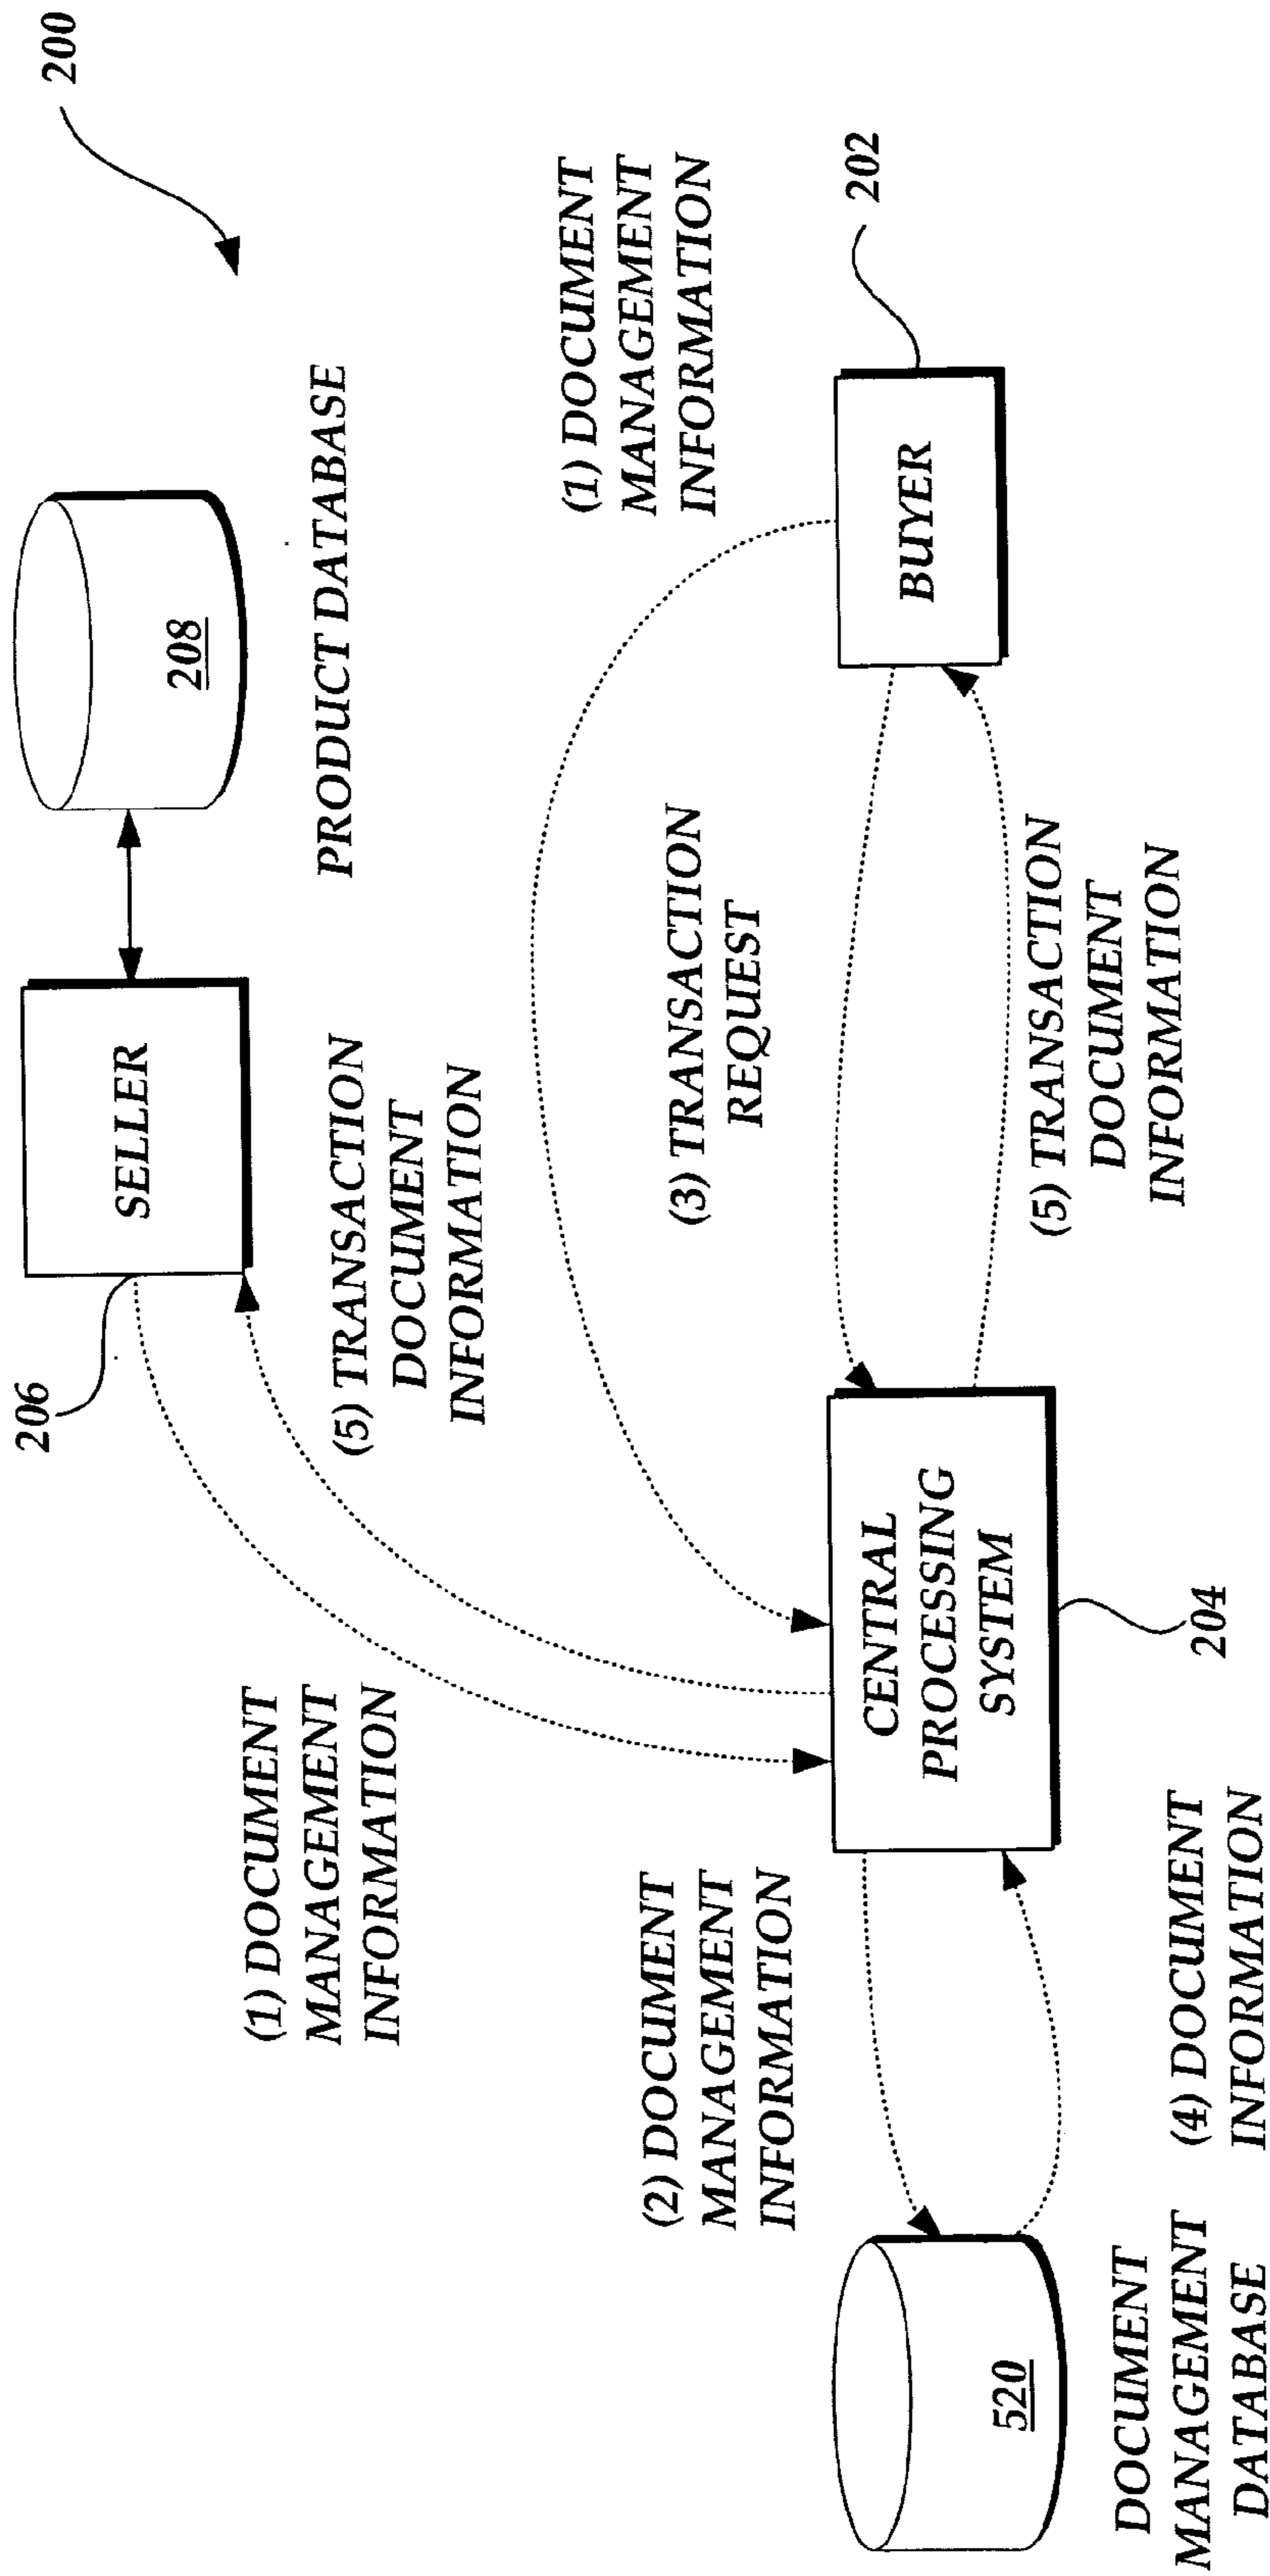 200
208
PRODUCT DATABASE
SELLER
206
(1) DOCUMENT
MANAGEMENT
INFORMATION
(5) TRANSACTION
DOCUMENT
INFORMATION
(1) DOCUMENT
MANAGEMENT
INFORMATION
(2) DOCUMENT
MANAGEMENT
INFORMATION
(3) TRANSACTION
REQUEST
202
BUYER
CENTRAL
PROCESSING
SYSTEM
204
520
DOCUMENT
MANAGEMENT
DATABASE
(4) DOCUMENT
INFORMATION
(5) TRANSACTION
DOCUMENT
INFORMATION